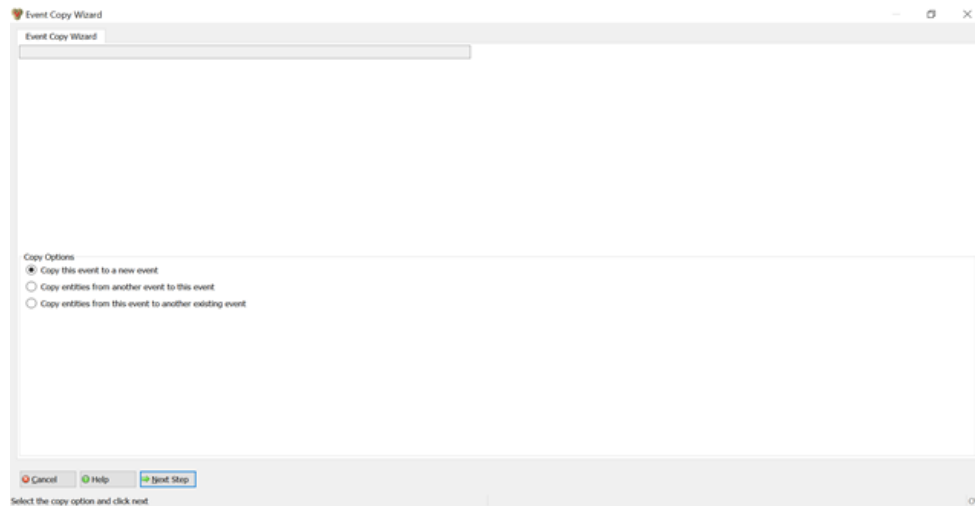 Event Copy Wizard
Event Copy Wizard
Copy Options
Copy this event to a new event
Copy entities from another event to this event
Copy entities from this event to another existing event
Cancel Help Next Step
Select the copy option and click next